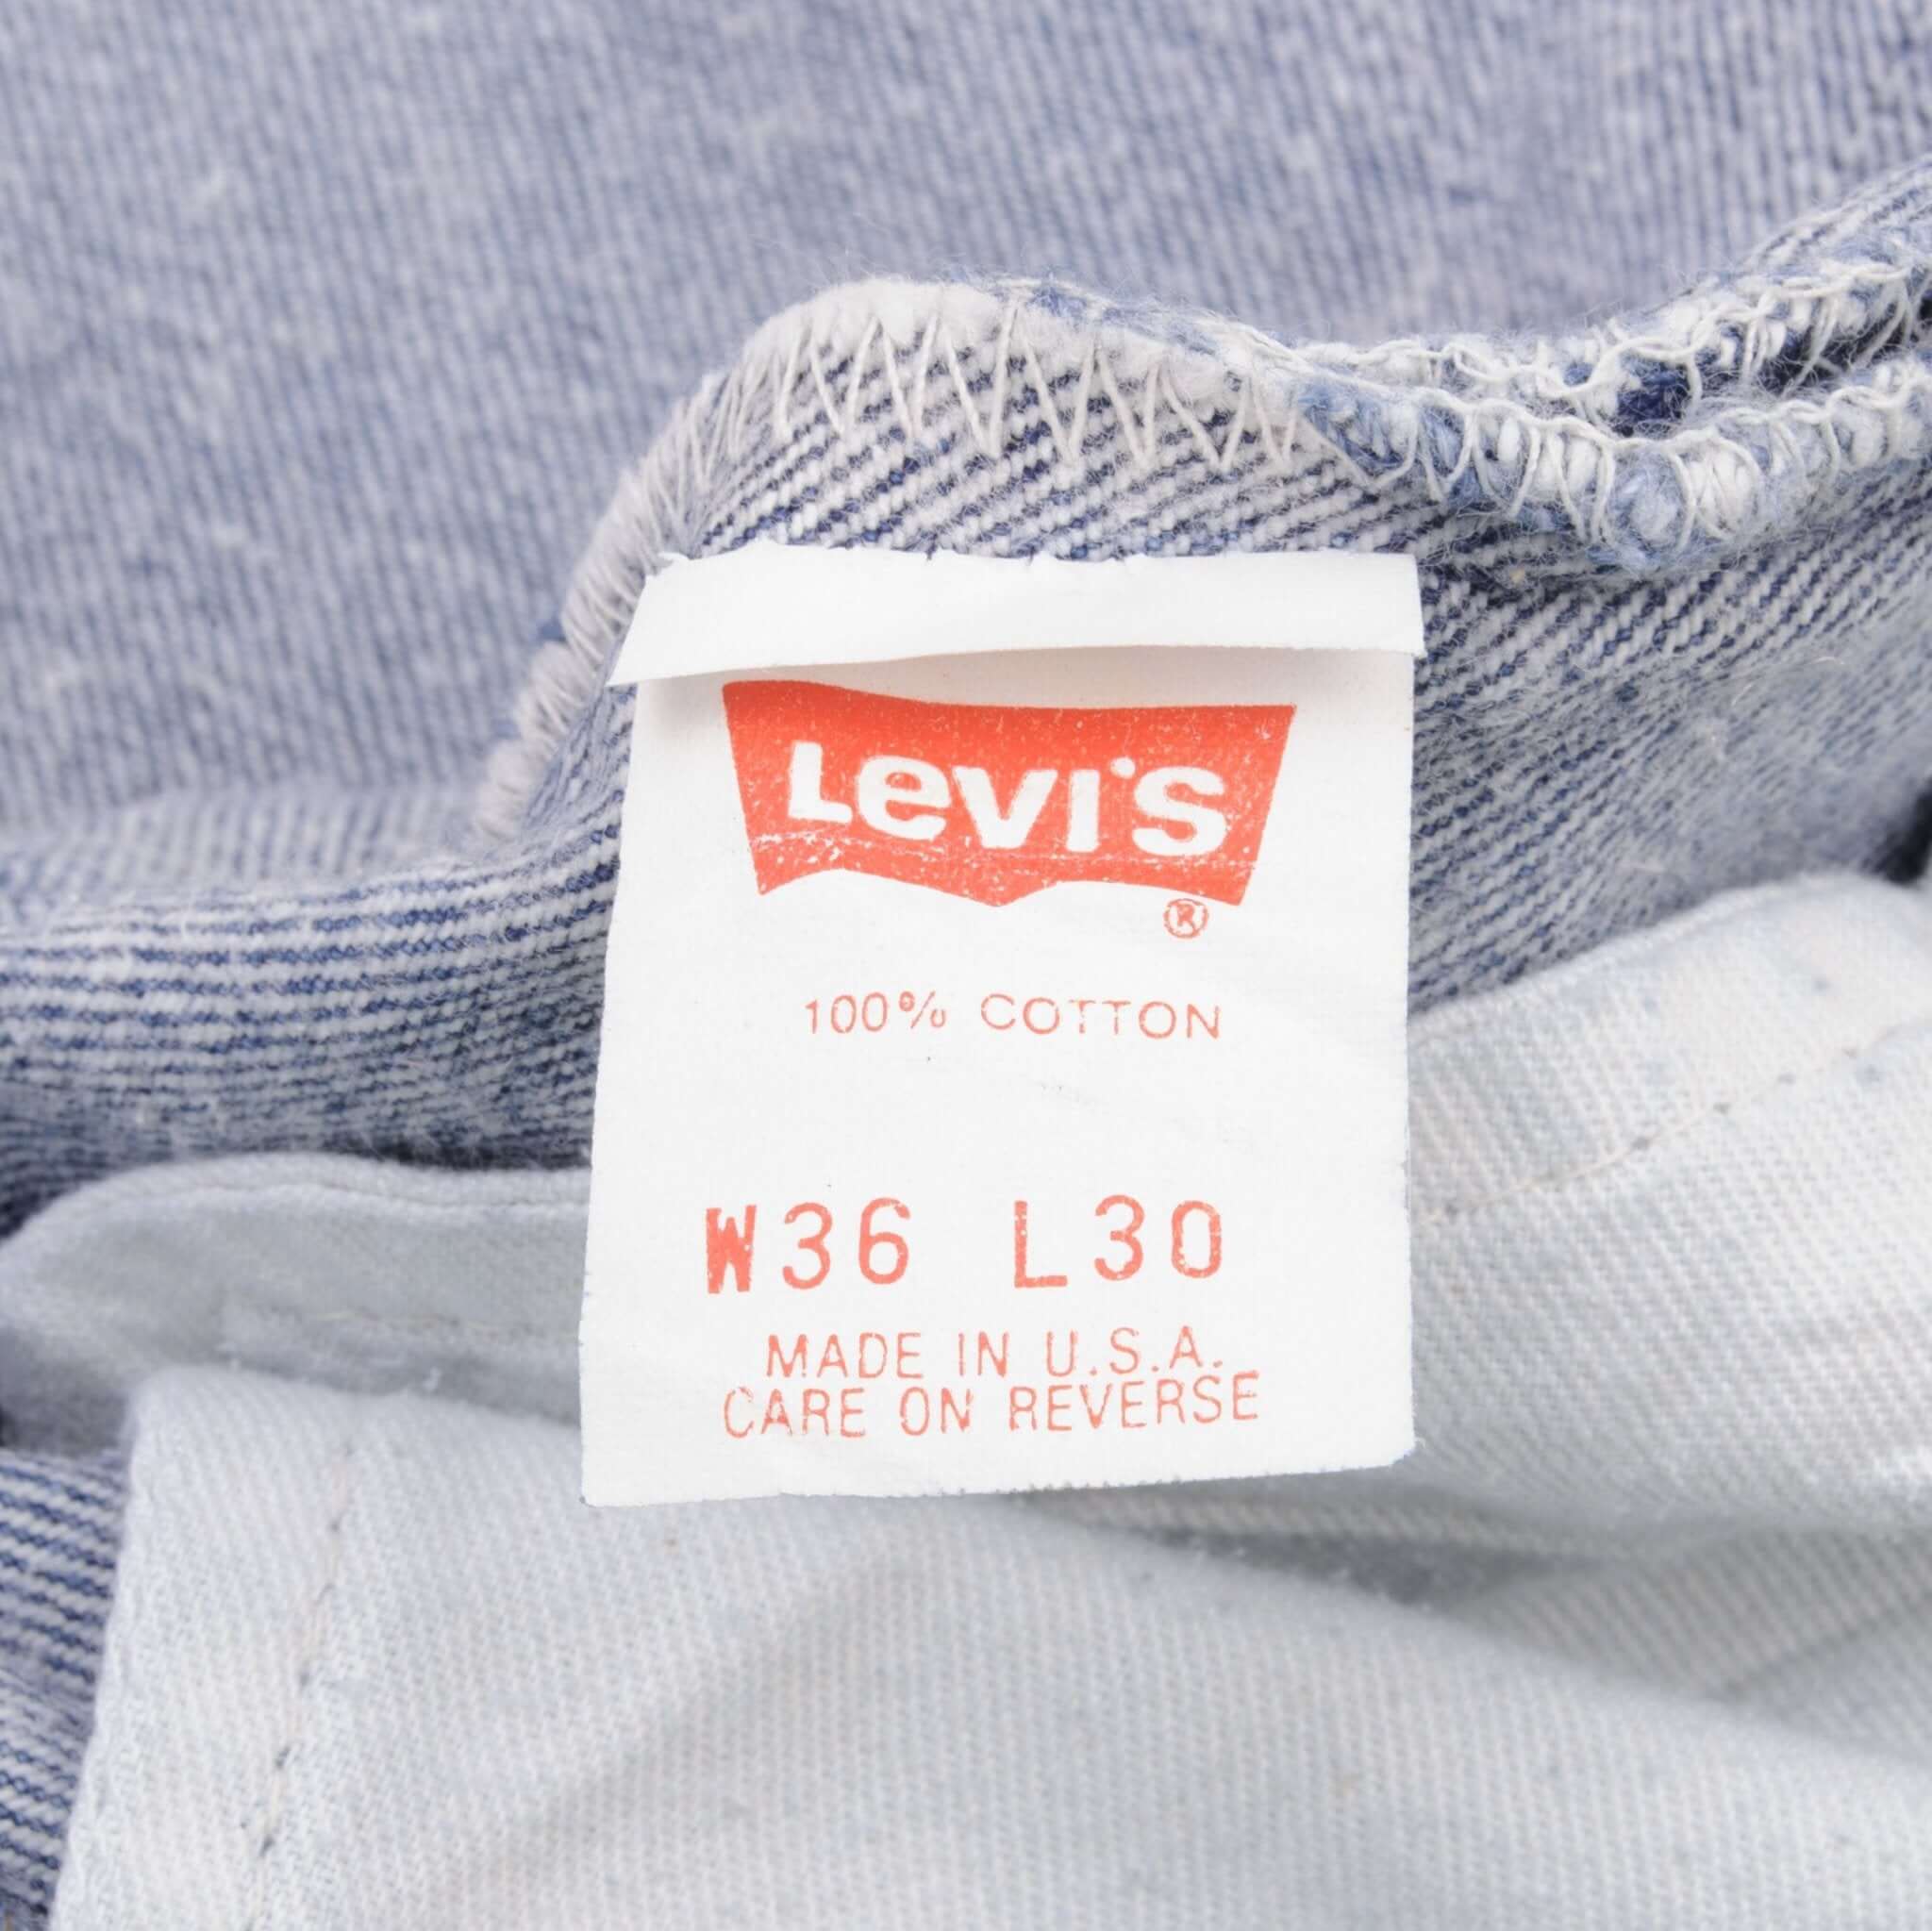 LEVI'S
®
100% COTTON
W36 L30
MADE IN U.S.A.
CARE ON REVERSE